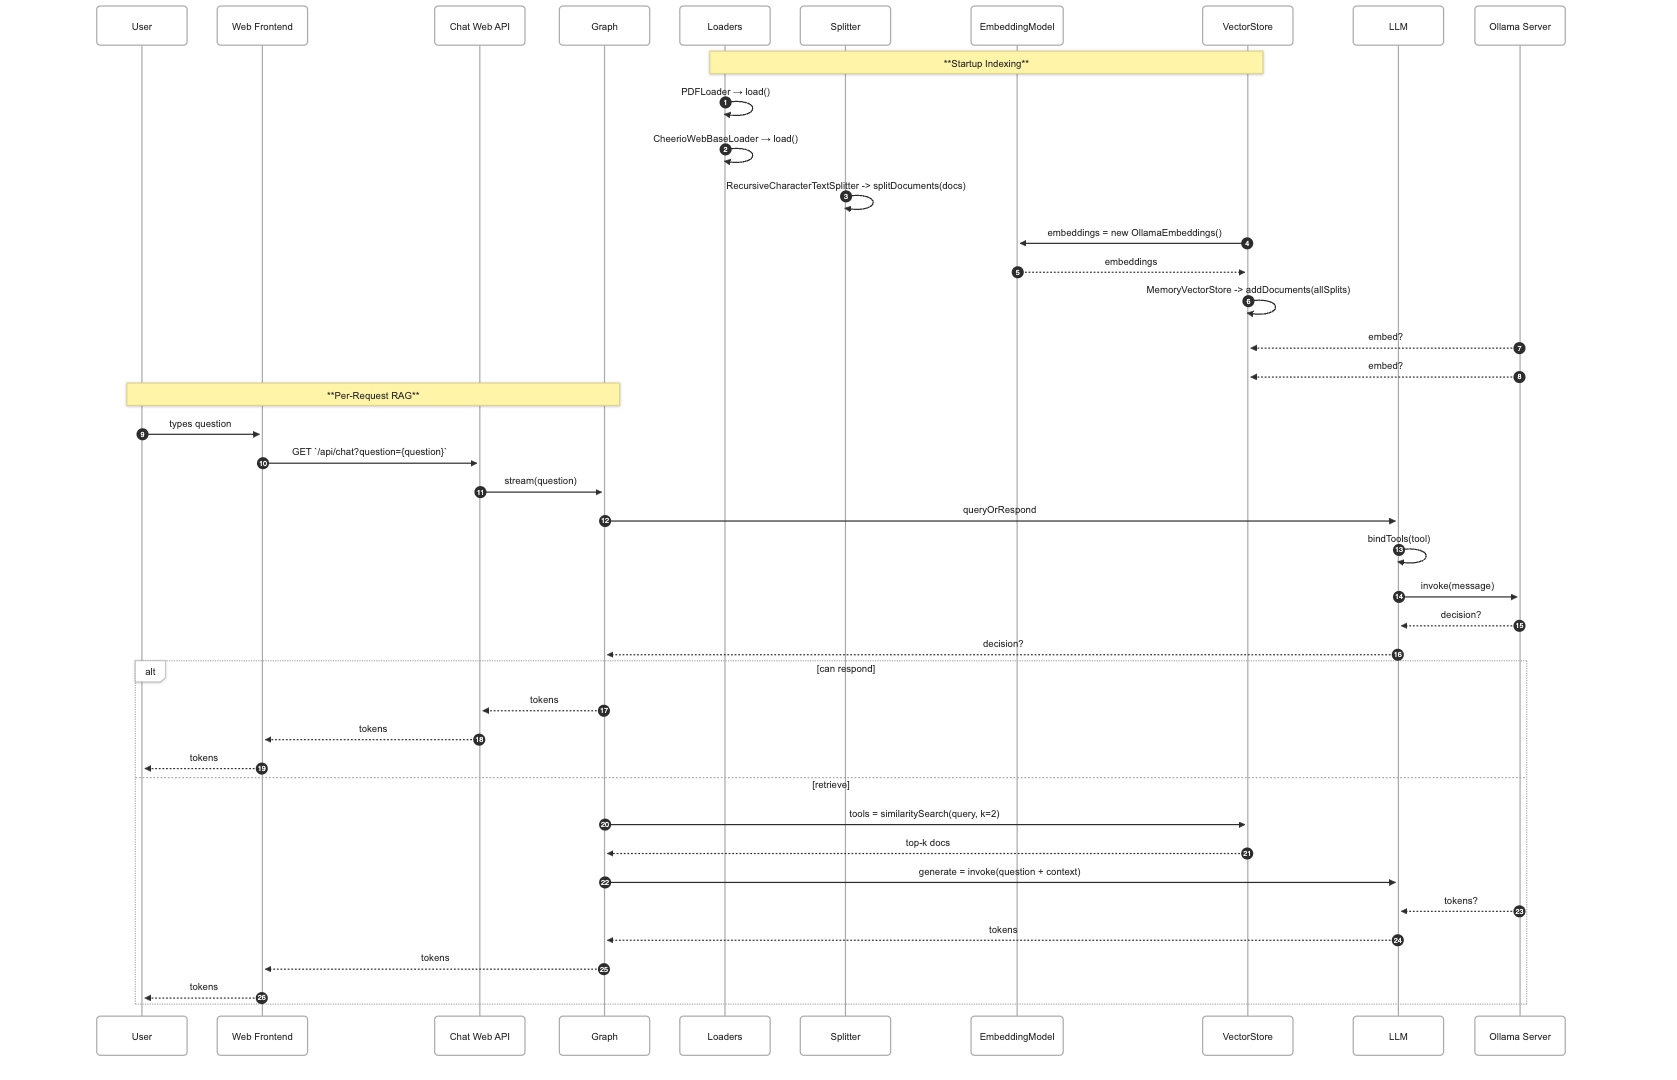 User
Web Frontend
Chat Web API
Graph
Loaders
Splitter
EmbeddingModel
VectorStore
LLM
Ollama Server
**Startup Indexing**
PDFLoader → load()
1
CheerioWebBaseLoader → load()
2
RecursiveCharacterTextSplitter -> splitDocuments(docs)
3
embeddings = new OllamaEmbeddings()
4
embeddings
5
MemoryVectorStore -> addDocuments(allSplits)
6
embed?
7
embed?
8
**Per-Request RAG**
types question
9
GET `/api/chat?question={question}`
10
stream(question)
11
queryOrRespond
12
bindTools(tool)
13
invoke(message)
14
decision?
15
decision?
16
alt
[can respond]
tokens
17
tokens
18
tokens
19
[retrieve]
tools = similaritySearch(query, k=2)
20
top-k docs
21
generate = invoke(question + context)
22
tokens?
23
tokens
24
tokens
25
tokens
26
User
Web Frontend
Chat Web API
Graph
Loaders
Splitter
EmbeddingModel
VectorStore
LLM
Ollama Server